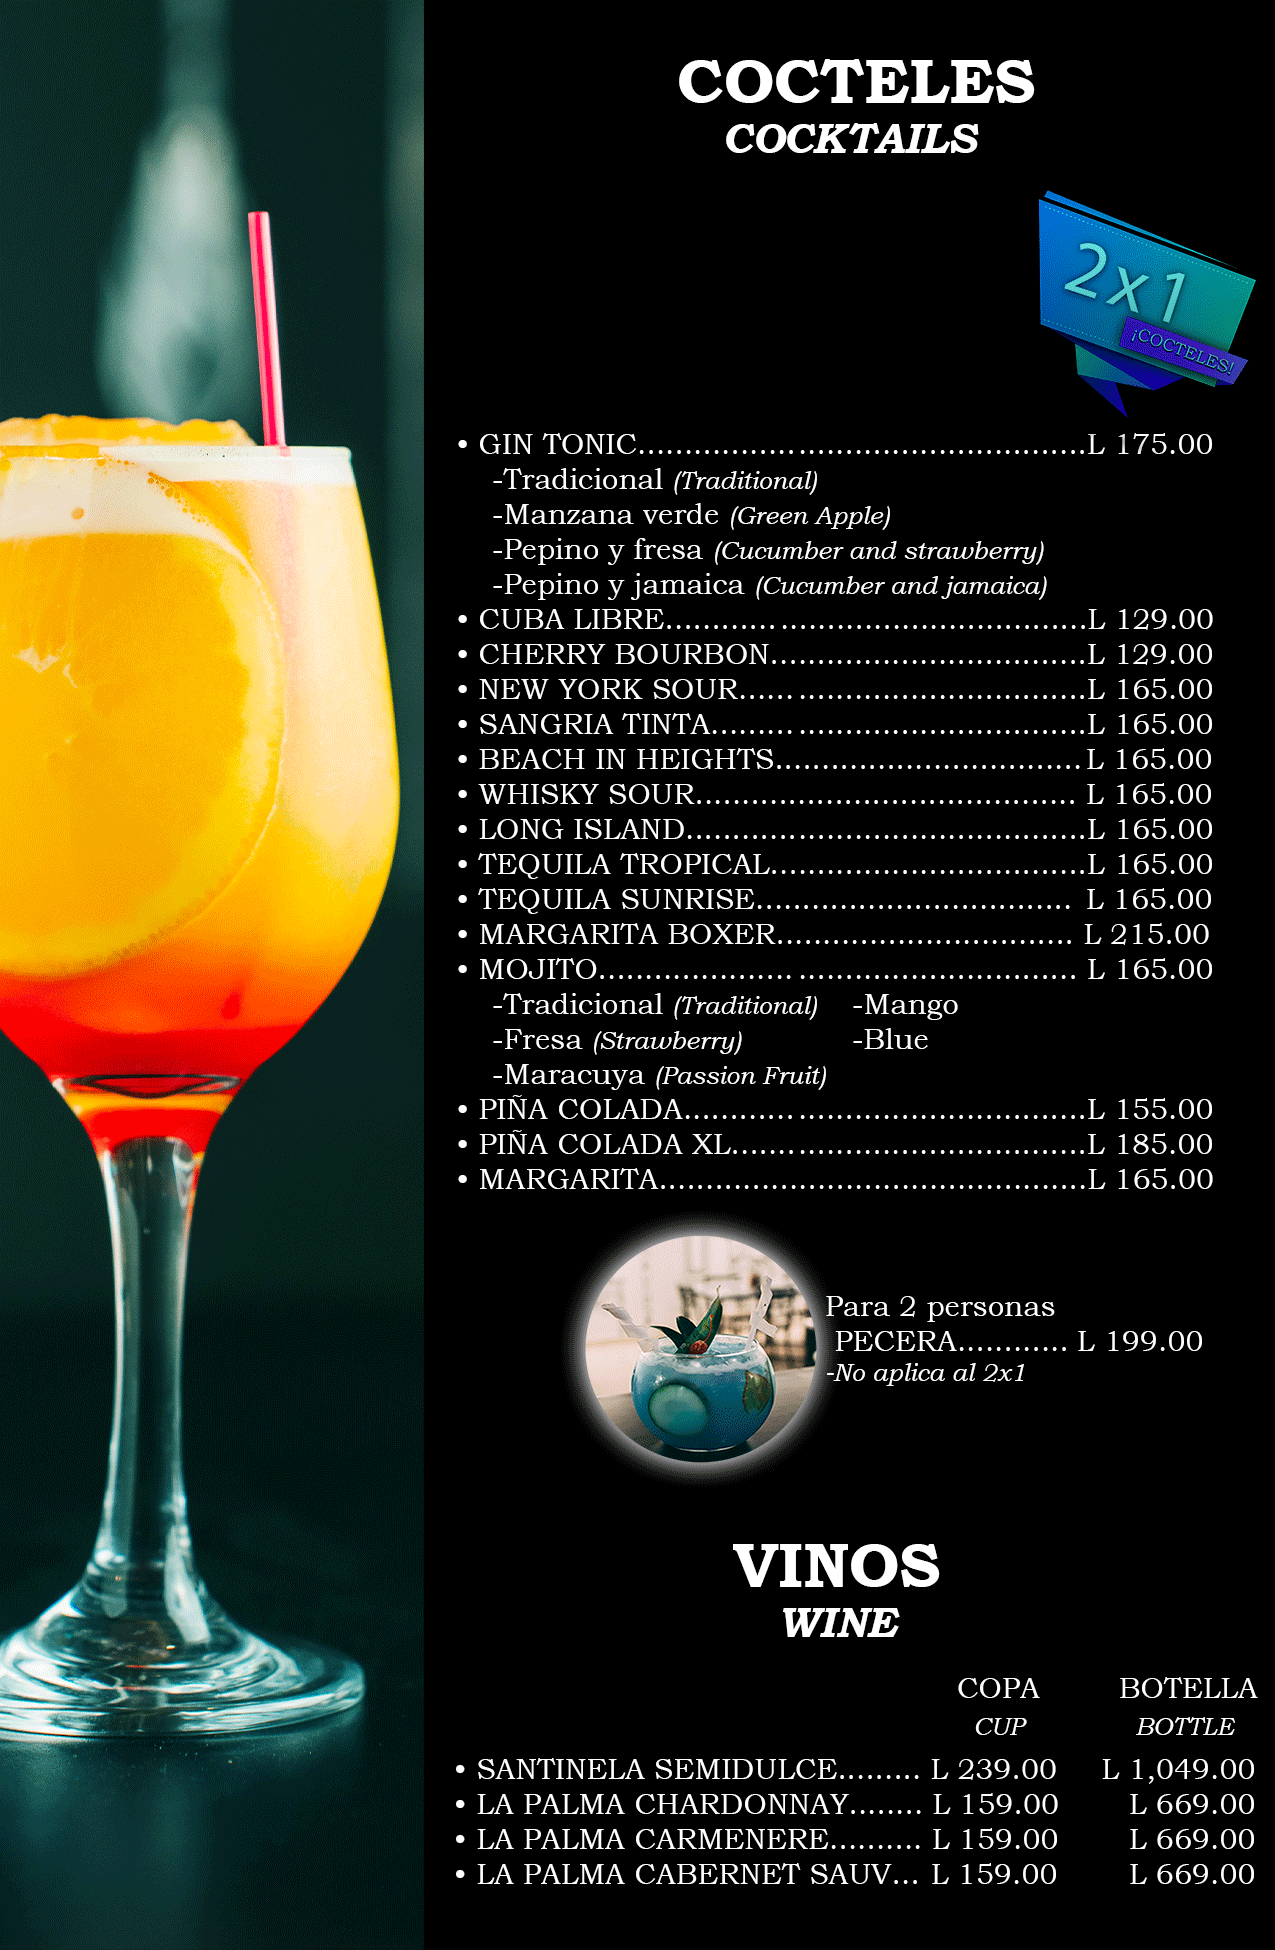 COCTELES
COCKTAILS
2x1
¡COCTELES!
• GIN TONIC................................................L 175.00
-Tradicional (Traditional)
-Manzana verde (Green Apple)
-Pepino y fresa (Cucumber and strawberry)
-Pepino y jamaica (Cucumber and jamaica)
• CUBA LIBRE.............................................L 129.00
• CHERRY BOURBON..................................L 129.00
• NEW YORK SOUR.....................................L 165.00
• SANGRIA TINTA........................................L 165.00
• BEACH IN HEIGHTS.................................L 165.00
• WHISKY SOUR......................................... L 165.00
• LONG ISLAND...........................................L 165.00
• TEQUILA TROPICAL..................................L 165.00
• TEQUILA SUNRISE.................................. L 165.00
• MARGARITA BOXER................................ L 215.00
• MOJITO................................................... L 165.00
-Tradicional (Traditional) -Mango
-Fresa (Strawberry) -Blue
-Maracuya (Passion Fruit)
• PIÑA COLADA...........................................L 155.00
• PIÑA COLADA XL......................................L 185.00
• MARGARITA..............................................L 165.00
Para 2 personas
PECERA............ L 199.00
-No aplica al 2x1
VINOS
WINE
COPA BOTELLA
CUP BOTTLE
• SANTINELA SEMIDULCE......... L 239.00 L 1,049.00
• LA PALMA CHARDONNAY........ L 159.00 L 669.00
• LA PALMA CARMENERE.......... L 159.00 L 669.00
• LA PALMA CABERNET SAUV... L 159.00 L 669.00